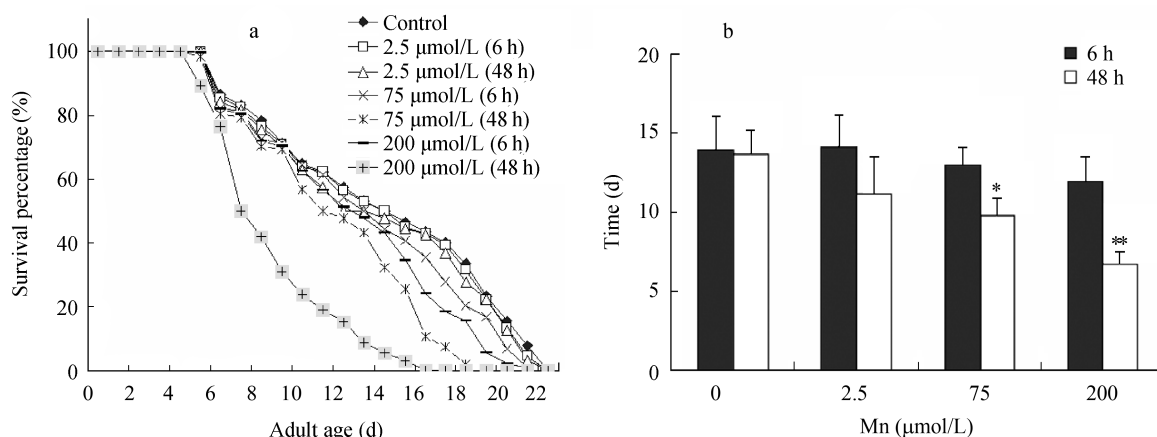 a
Control
2.5 μmol/L (6 h)
2.5 μmol/L (48 h)
75 μmol/L (6 h)
75 μmol/L (48 h)
200 μmol/L (6 h)
200 μmol/L (48 h)
100
80
60
40
20
0
Survival percentage (%)
0 2 4 6 8 10 12 14 16 18 20 22
Adult age (d)
b
6 h
48 h
20
15
10
5
0
Time (d)
*
**
0 2.5 75 200
Mn (μmol/L)